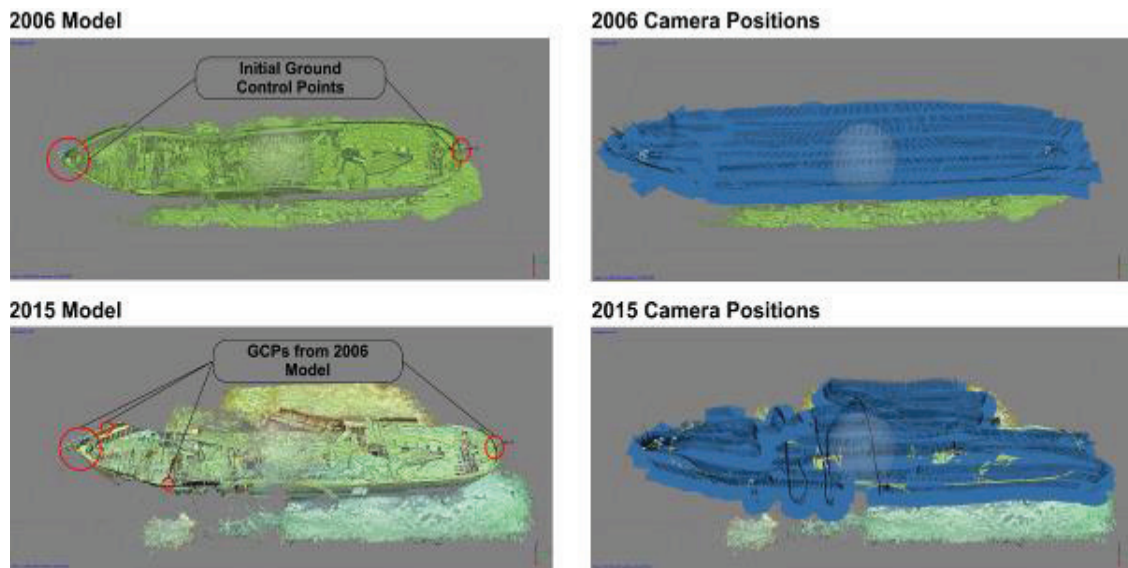 2006 Model
2006 Camera Positions
Initial Ground
Control Points
2015 Model
2015 Camera Positions
GCPs from 2006
Model